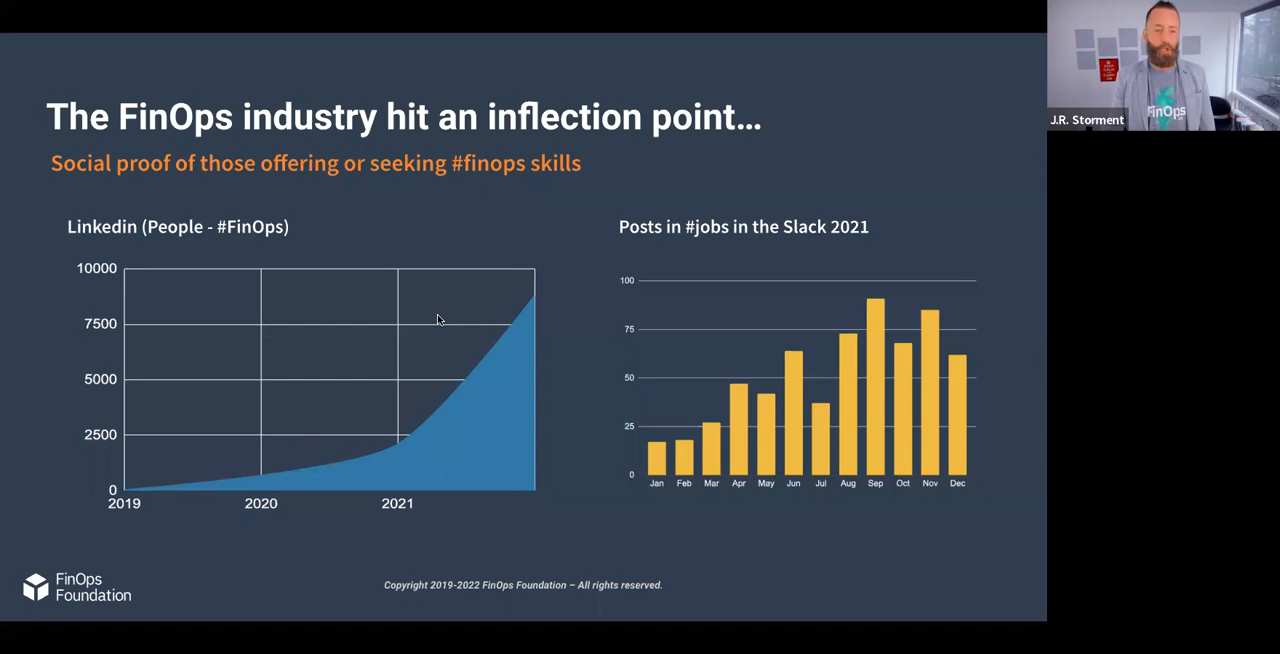 The FinOps industry hit an inflection point...
Social proof of those offering or seeking #finops skills
Linkedin (People - #FinOps)
10000
7500
5000
2500
0
2019
2020
2021
Posts in #jobs in the Slack 2021
100
75
50
25
0
Jan
Feb
Mar
Apr
May
Jun
Jul
Aug
Sep
Oct
Nov
Dec
FinOps
Foundation
Copyright 2019-2022 FinOps Foundation – All rights reserved.
KEEP
CALM
FinOps
J.R. Storment